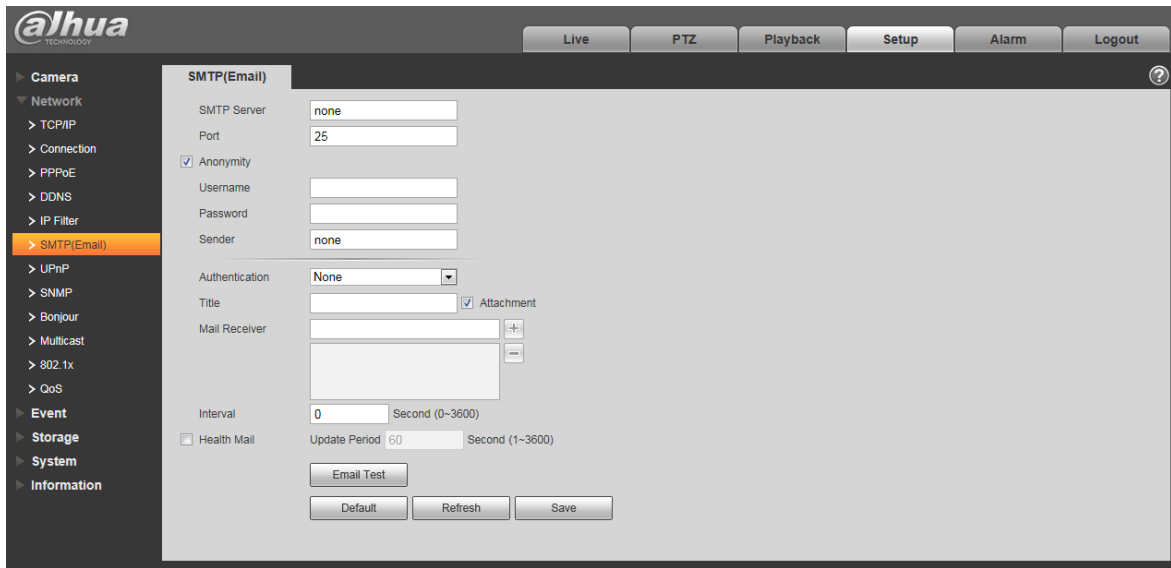 alhua
TECHNOLOGY
Live PTZ Playback Setup Alarm Logout
Camera
Network
> TCP/IP
> Connection
> PPPoE
> DDNS
> IP Filter
> SMTP(Email)
> UPnP
> SNMP
> Bonjour
> Multicast
> 802.1x
> QoS
Event
Storage
System
Information
SMTP(Email) ?
SMTP Server none
Port 25
Anonymity
Username
Password
Sender none
Authentication None
Title Attachment
Mail Receiver
Interval 0 Second (0~3600)
Health Mail Update Period 60 Second (1~3600)
Email Test
Default Refresh Save